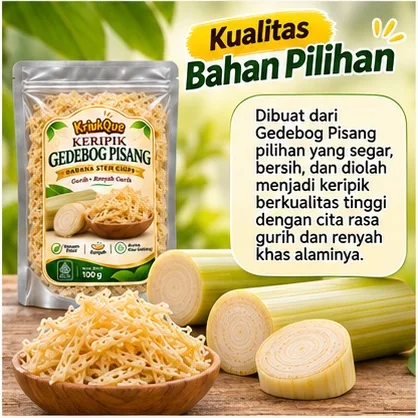 Kualitas
Bahan Pilihan
KriukQue
KERIPIK
GEDEBOG PISANG
BANANA STEM CHIPS
Gurih • Renyah
100 g
Dibuat dari
Gedebog Pisang
pilihan yang segar,
bersih, dan diolah
menjadi keripik
berkualitas tinggi
dengan cita rasa
gurih dan renyah
khas alaminya.